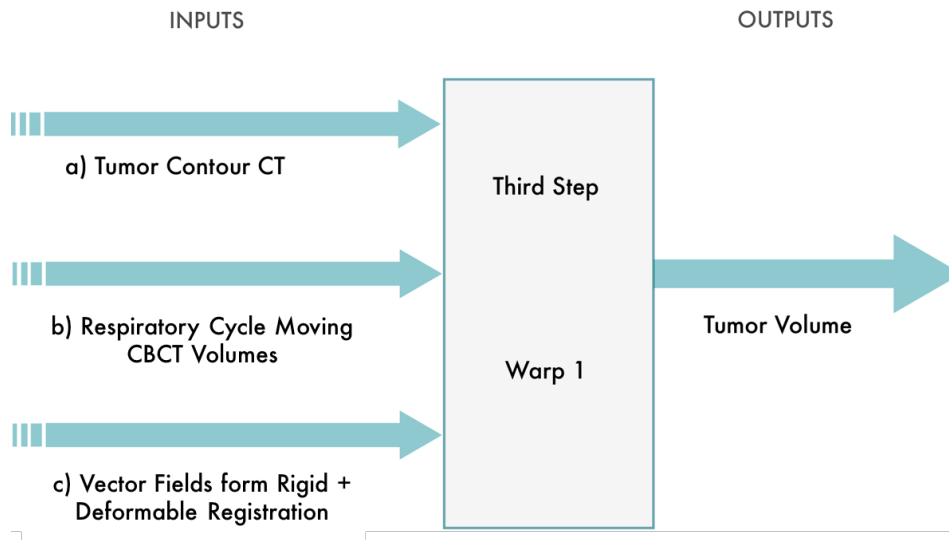 INPUTS
OUTPUTS
a) Tumor Contour CT
Third Step
b) Respiratory Cycle Moving
CBCT Volumes
Tumor Volume
Warp 1
c) Vector Fields form Rigid +
Deformable Registration